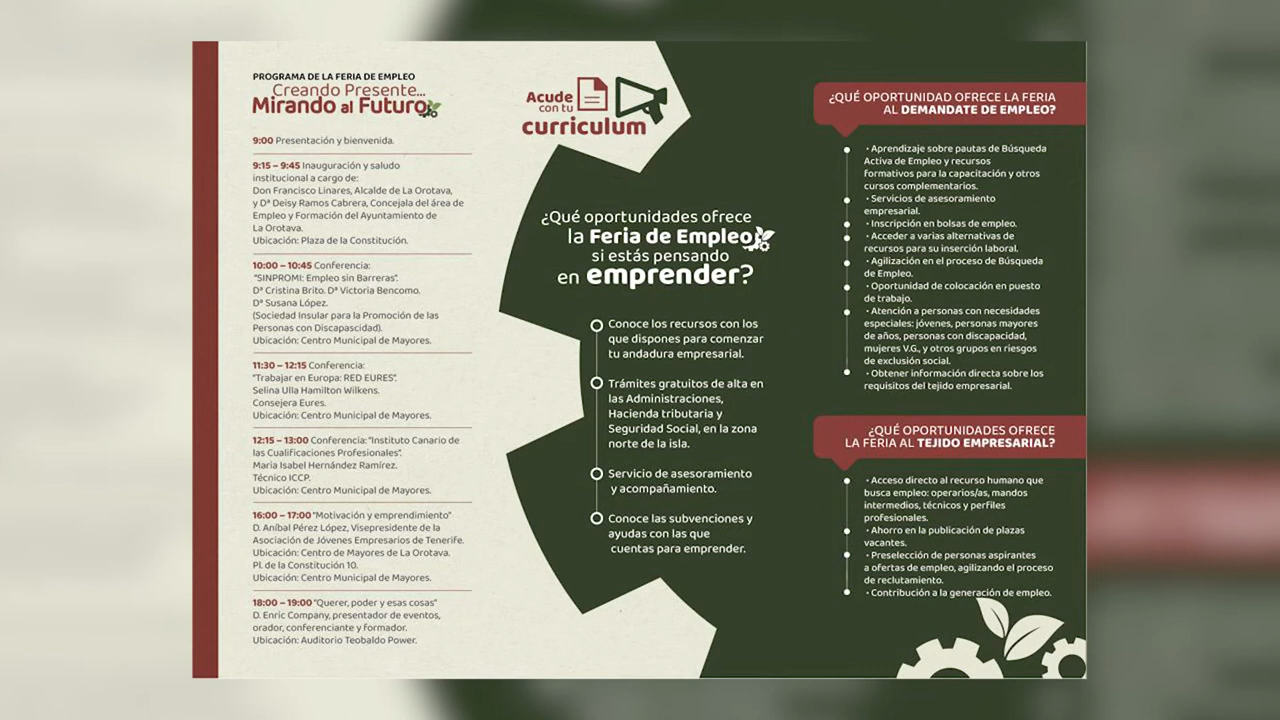 PROGRAMA DE LA FERIA DE EMPLEO
Creando Presente...
Mirando al Futuro
9:00 Presentación y bienvenida.
9:15 – 9:45 Inauguración y saludo
institucional a cargo de:
Don Francisco Linares, Alcalde de La Orotava,
y Dª Deisy Ramos Cabrera, Concejala del área de
Empleo y Formación del Ayuntamiento de
La Orotava.
Ubicación: Plaza de la Constitución.
10:00 – 10:45 Conferencia:
"SINPROMI: Empleo sin Barreras".
Dª Cristina Brito. Dª Victoria Bencomo.
Dª Susana López.
(Sociedad Insular para la Promoción de las
Personas con Discapascidad).
Ubicación: Centro Municipal de Mayores.
11:30 – 12:15 Conferencia:
"Trabajar en Europa: RED EURES".
Selina Ulla Hamilton Wilkens.
Consejera Eures.
Ubicación: Centro Municipal de Mayores.
12:15 – 13:00 Conferencia: "Instituto Canario de
las Cualificaciones Profesionales".
Maria Isabel Hernández Ramírez.
Técnico ICCP.
Ubicación: Centro Municipal de Mayores.
16:00 – 17:00 "Motivación y emprendimiento"
D. Aníbal Pérez López, Visepresidente de la
Asociación de Jóvenes Empresarios de Tenerife.
Ubicación: Centro de Mayores de La Orotava.
Pl. de la Constitución 10.
Ubicación: Centro Municipal de Mayores.
18:00 – 19:00 "Querer, poder y esas cosas"
D. Enric Company, presentador de eventos,
orador, conferenciante y formador.
Ubicación: Auditorio Teobaldo Power.
Acude
con tu
curriculum
¿Qué oportunidades ofrece
la Feria de Empleo
si estás pensando
en emprender?
Conoce los recursos con los
que dispones para comenzar
tu andadura empresarial.
Trámites gratuitos de alta en
las Administraciones,
Hacienda tributaria y
Seguridad Social, en la zona
norte de la isla.
Servicio de asesoramiento
y acompañamiento.
Conoce las subvenciones y
ayudas con las que
cuentas para emprender.
¿QUÉ OPORTUNIDAD OFRECE LA FERIA
AL DEMANDATE DE EMPLEO?
· Aprendizaje sobre pautas de Búsqueda
Activa de Empleo y recursos
formativos para la capacitación y otros
cursos complementarios.
· Servicios de asesoramiento
empresarial.
· Inscripción en bolsas de empleo.
· Acceder a varias alternativas de
recursos para su inserción laboral.
· Agilización en el proceso de Búsqueda
de Empleo.
· Oportunidad de colocación en puesto
de trabajo.
· Atención a personas con necesidades
especiales: jóvenes, personas mayores
de años, personas con discapacidad,
mujeres V.G., y otros grupos en riesgos
de exclusión social.
· Obtener información directa sobre los
requisitos del tejido empresarial.
¿QUÉ OPORTUNIDADES OFRECE
LA FERIA AL TEJIDO EMPRESARIAL?
· Acceso directo al recurso humano que
busca empleo: operarios/as, mandos
intermedios, técnicos y perfiles
profesionales.
· Ahorro en la publicación de plazas
vacantes.
· Preselección de personas aspirantes
a ofertas de empleo, agilizando el proceso
de reclutamiento.
· Contribución a la generación de empleo.